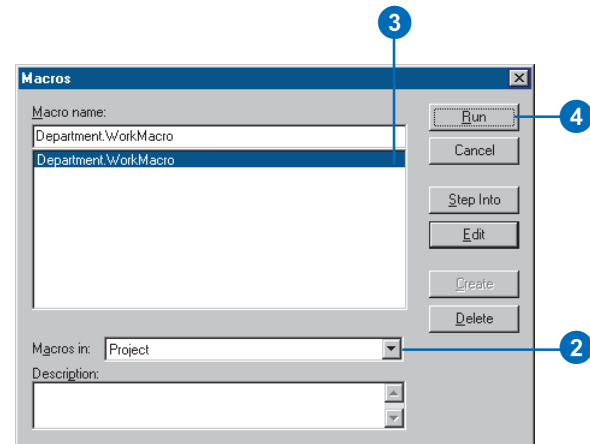 3
Macros
Macro name:
Department.WorkMacro
Department.WorkMacro
Run
4
Cancel
Step Into
Edit
Create
Delete
Macros in:
Project
2
Description: